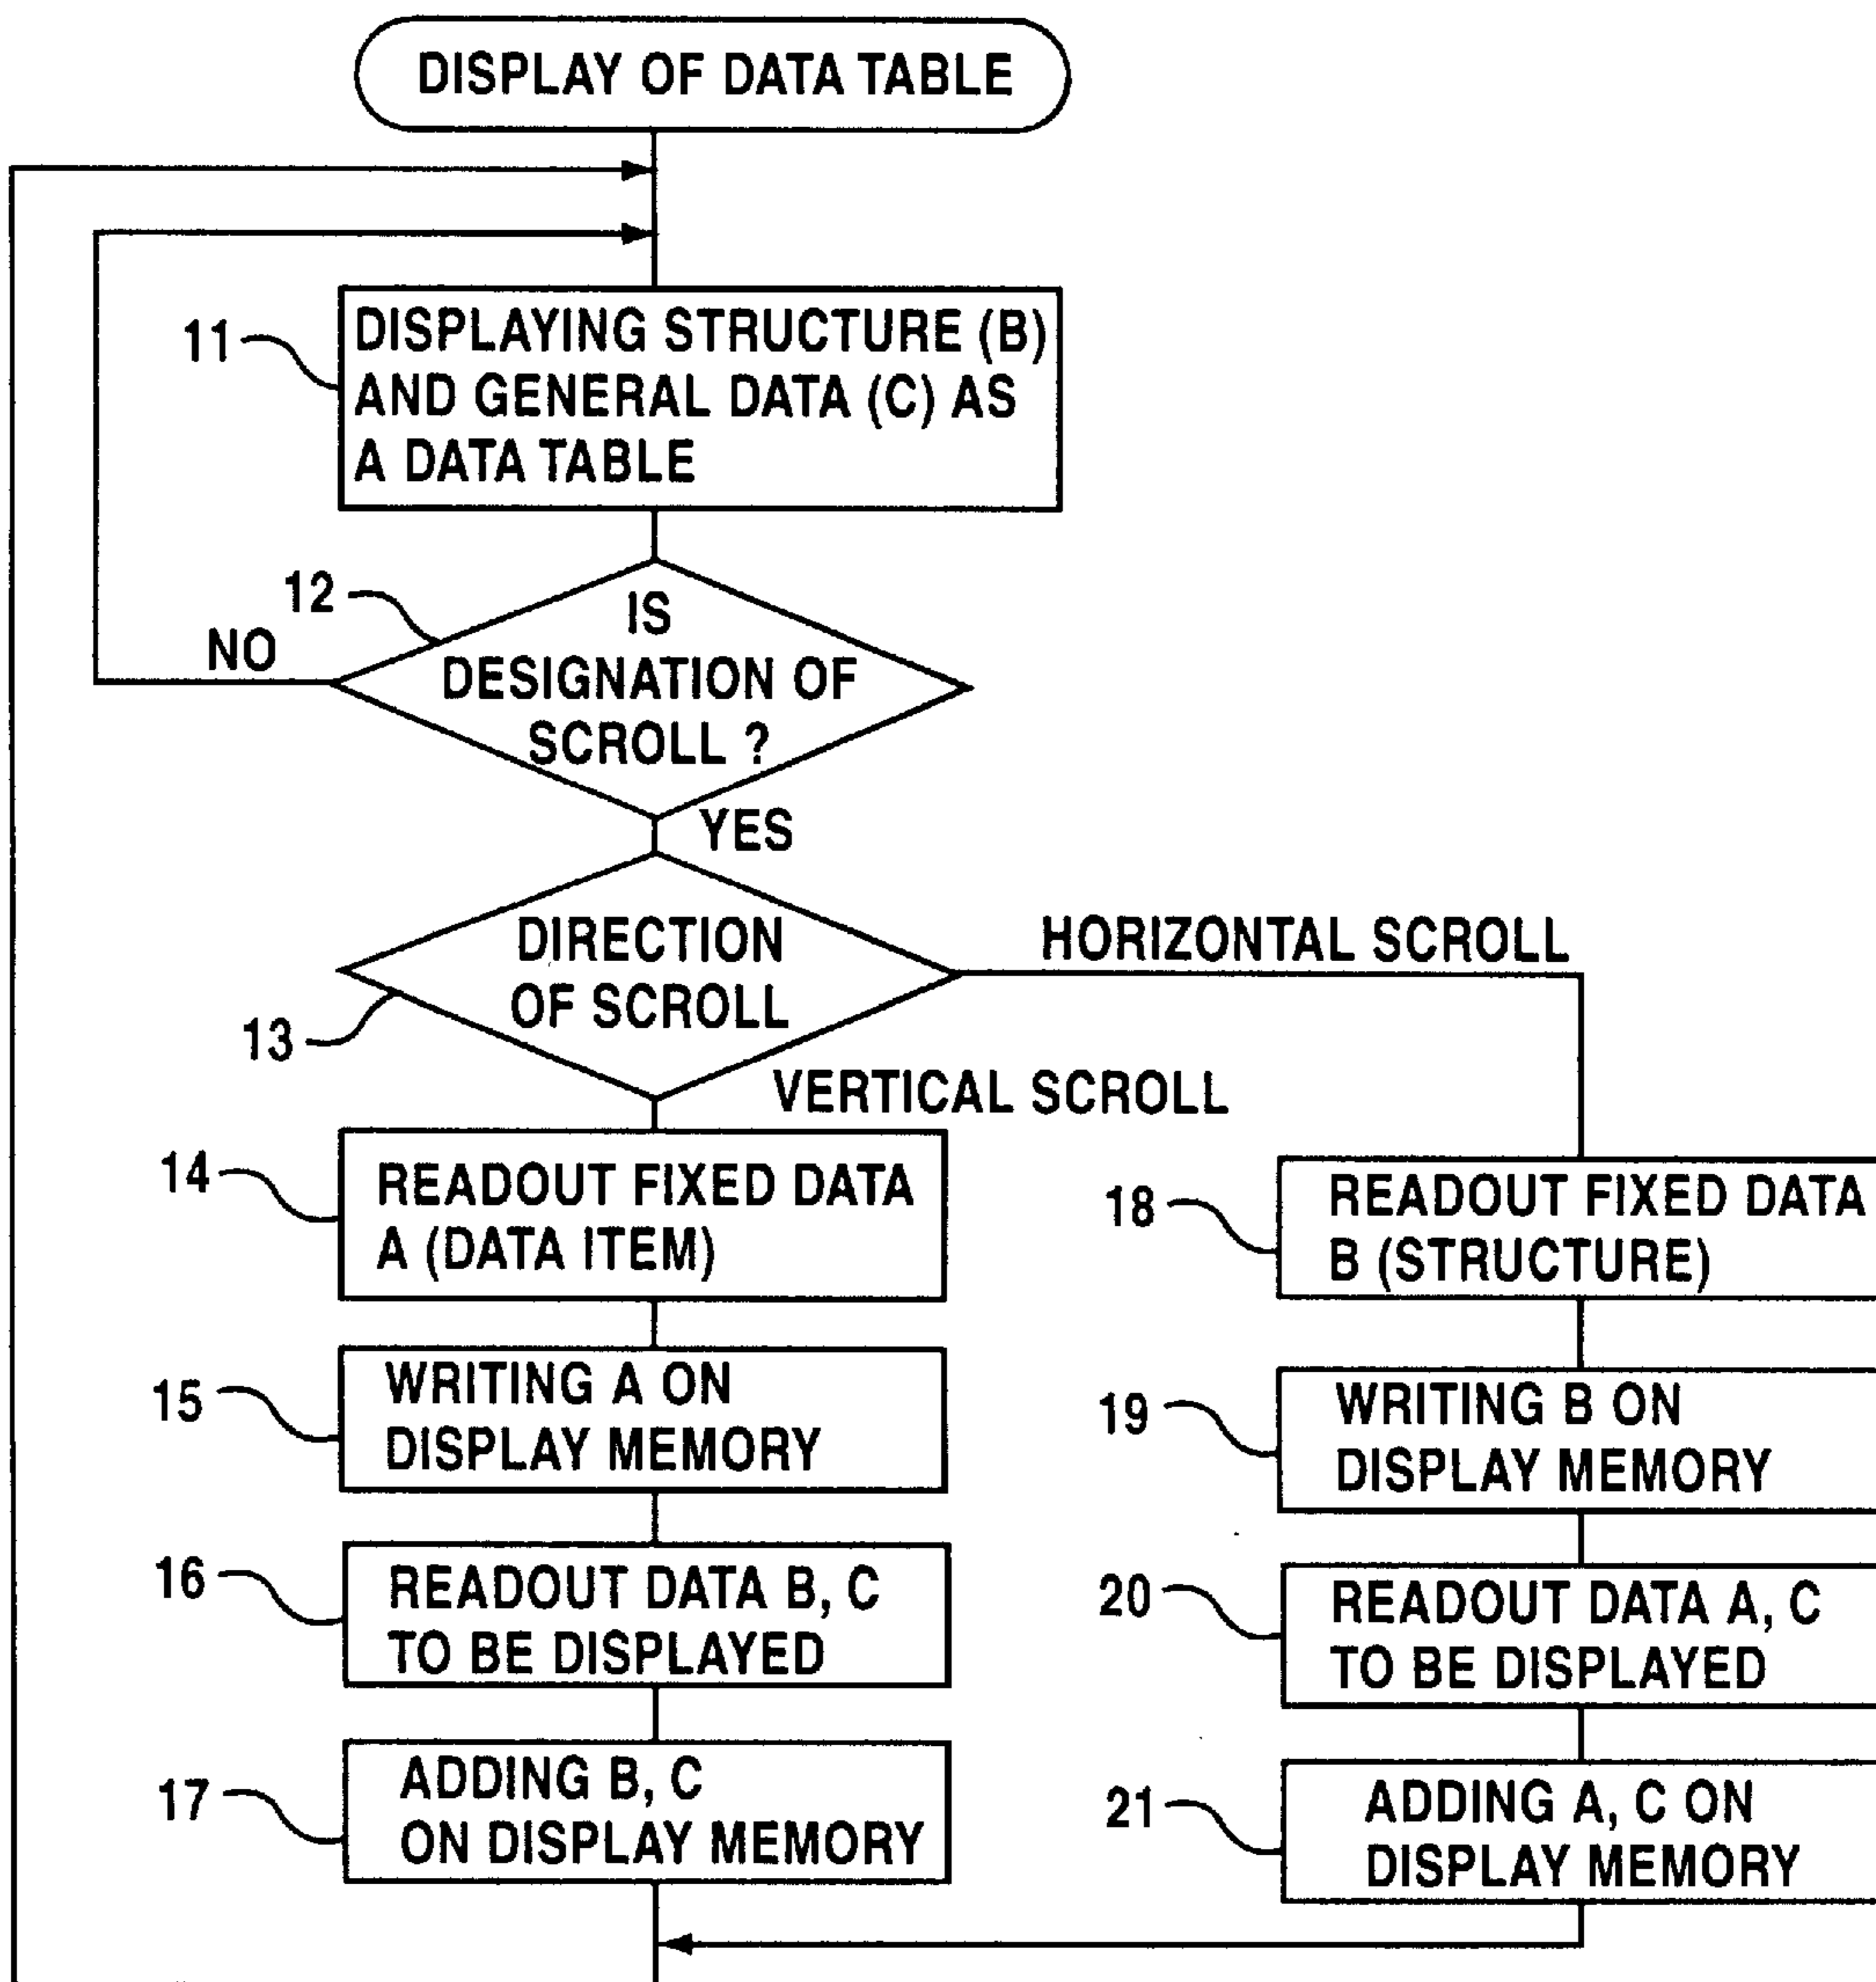 DISPLAY OF DATA TABLE
11
DISPLAYING STRUCTURE (B)
AND GENERAL DATA (C) AS
A DATA TABLE
12
IS
DESIGNATION OF
SCROLL ?
NO
YES
13
DIRECTION
OF SCROLL
HORIZONTAL SCROLL
VERTICAL SCROLL
14
READOUT FIXED DATA
A (DATA ITEM)
15
WRITING A ON
DISPLAY MEMORY
16
READOUT DATA B, C
TO BE DISPLAYED
17
ADDING B, C
ON DISPLAY MEMORY
18
READOUT FIXED DATA
B (STRUCTURE)
19
WRITING B ON
DISPLAY MEMORY
20
READOUT DATA A, C
TO BE DISPLAYED
21
ADDING A, C ON
DISPLAY MEMORY